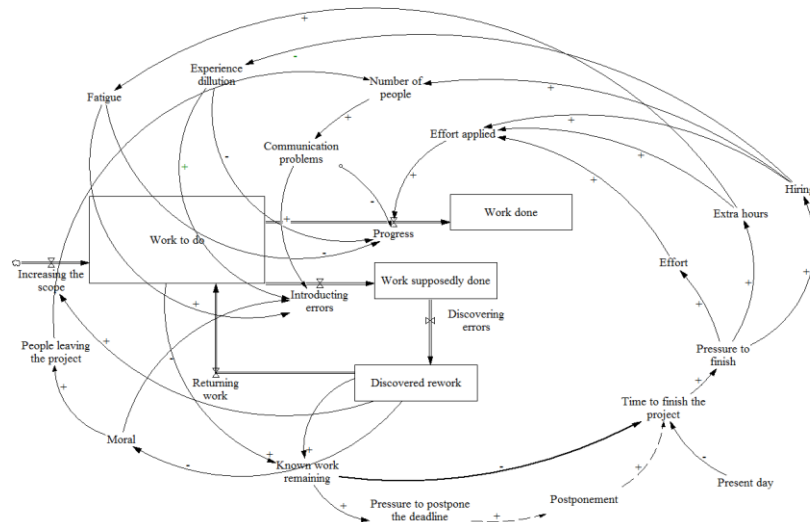 +
Experience
dillution
-
Fatigue
Number of
people
+
+
+
Effort applied
+
Communication
problems
-
+
-
+
+
Hiring
Extra hours
Work to do
+
Progress
Work done
-
+
Effort
+
+
Increasing the
scope
Introducting
errors
Work supposedly done
+
Discovering
errors
+
+
People leaving
the project
-
Returning
work
Discovered rework
Pressure to
finish
+
+
Time to finish the
project
Moral
-
+
+
Known work
remaining
-
-
Present day
+
Pressure to postpone
the deadline
+
Postponement
+